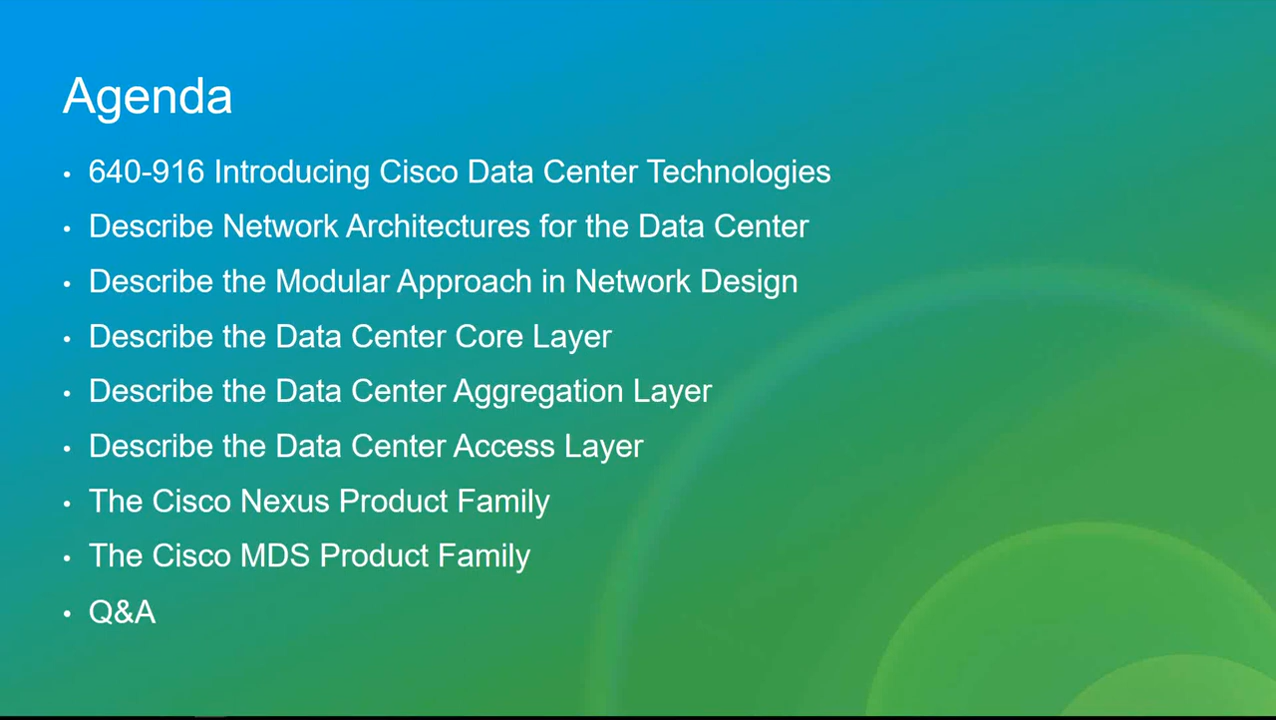 Agenda
• 640-916 Introducing Cisco Data Center Technologies
• Describe Network Architectures for the Data Center
• Describe the Modular Approach in Network Design
• Describe the Data Center Core Layer
• Describe the Data Center Aggregation Layer
• Describe the Data Center Access Layer
• The Cisco Nexus Product Family
• The Cisco MDS Product Family
• Q&A